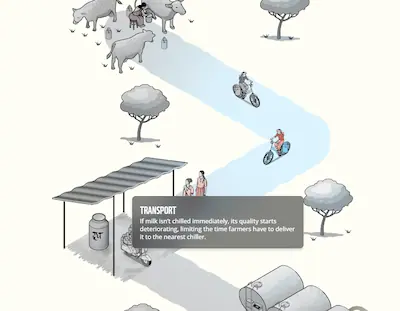 TRANSPORT
If milk isn't chilled immediately, its quality starts
deteriorating, limiting the time farmers have to deliver
it to the nearest chiller.